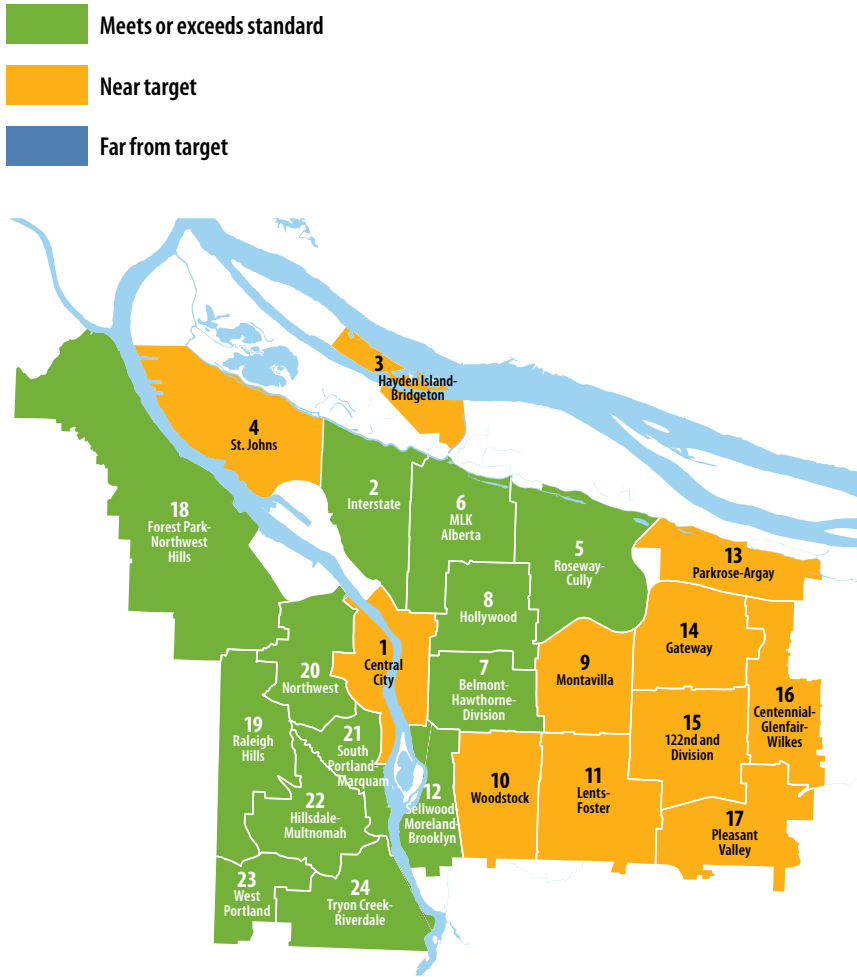 Meets or exceeds standard
Near target
Far from target
3
Hayden Island-
Bridgeton
4
St. Johns
2
Interstate
6
MLK
Alberta
18
Forest Park-
Northwest
Hills
5
Roseway-
Cully
13
Parkrose-Argay
8
Hollywood
14
Gateway
1
Central
City
20
Northwest
7
Belmont-
Hawthorne-
Division
9
Montavilla
16
Centennial-
Glenfair-
Wilkes
19
Raleigh
Hills
21
South
Portland-
Marquam
15
122nd and
Division
10
Woodstock
11
Lents-
Foster
12
Sellwood-
Moreland-
Brooklyn
22
Hillsdale-
Multnomah
17
Pleasant
Valley
23
West
Portland
24
Tryon Creek-
Riverdale